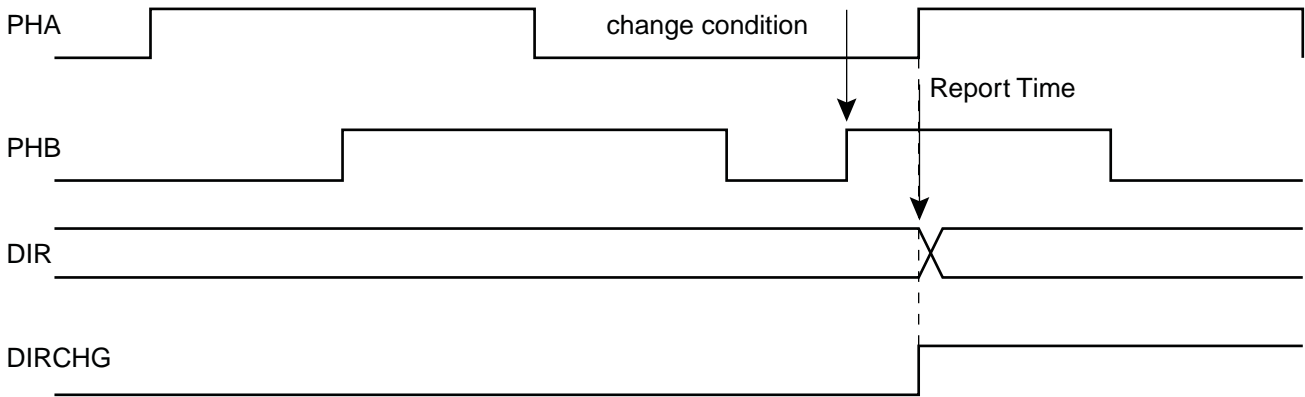 PHA
change condition
Report Time
PHB
DIR
DIRCHG